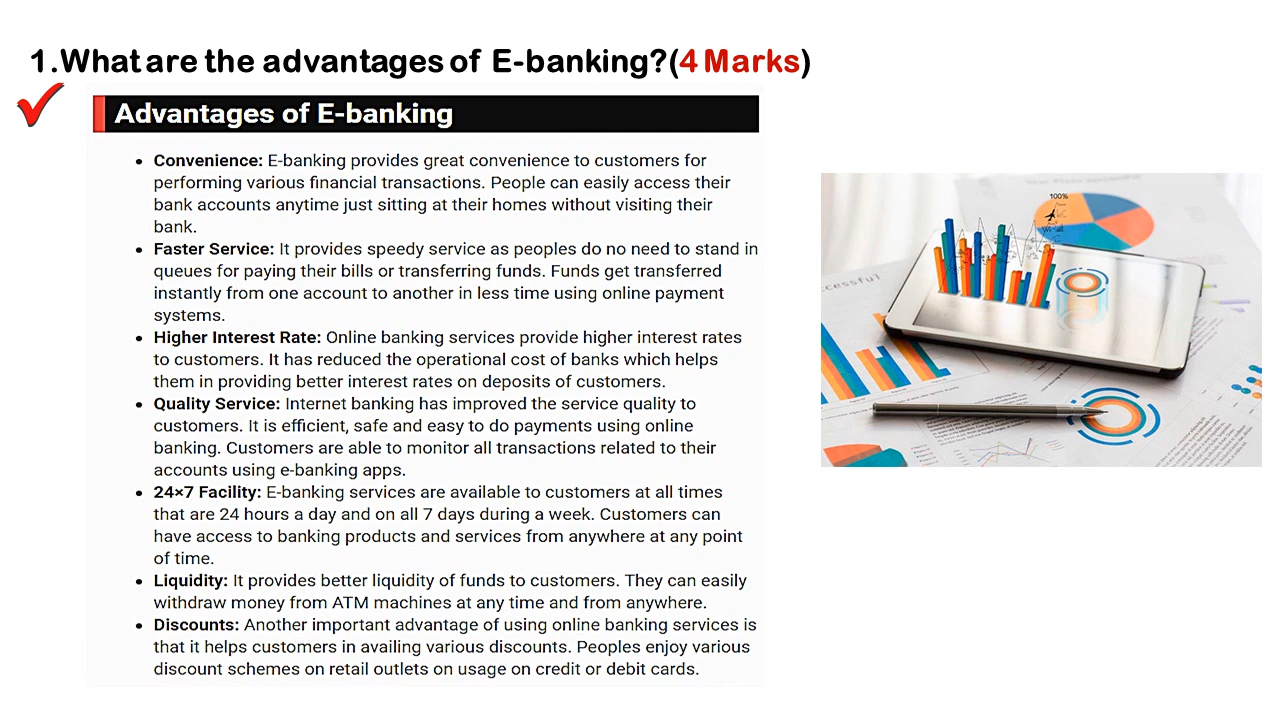 1.What are the advantages of E-banking?(4 Marks)
Advantages of E-banking
• Convenience: E-banking provides great convenience to customers for
performing various financial transactions. People can easily access their
bank accounts anytime just sitting at their homes without visiting their
bank.
• Faster Service: It provides speedy service as peoples do no need to stand in
queues for paying their bills or transferring funds. Funds get transferred
instantly from one account to another in less time using online payment
systems.
• Higher Interest Rate: Online banking services provide higher interest rates
to customers. It has reduced the operational cost of banks which helps
them in providing better interest rates on deposits of customers.
• Quality Service: Internet banking has improved the service quality to
customers. It is efficient, safer and easy to do payments using online
banking. Customers are able to monitor all transactions related to their
accounts using e-banking apps.
• 24×7 Facility: E-banking services are available to customers at all times
that are 24 hours a day and on all 7 days during a week. Customers can
have access to banking products and services from anywhere at any point
of time.
• Liquidity: It provides better liquidity of funds to customers. They can easily
withdraw money from ATM machines at any time and from anywhere.
• Discounts: Another important advantage of using online banking services is
that it helps customers in availing various discounts. Peoples enjoy various
discount schemes on retail outlets on usage on credit or debit cards.
100%